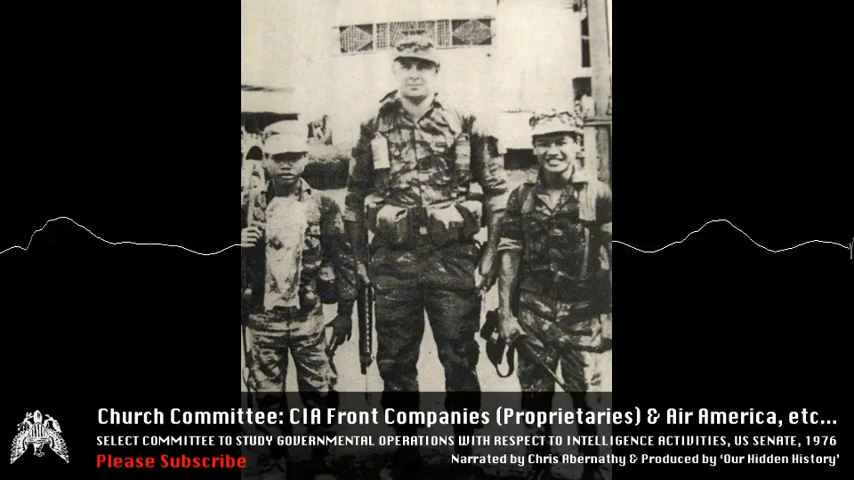 Church Committee: CIA Front Companies (Proprietaries) & Air America, etc...
SELECT COMMITTEE TO STUDY GOVERNMENTAL OPERATIONS WITH RESPECT TO INTELLIGENCE ACTIVITIES, US SENATE, 1976
Please Subscribe
Narrated by Chris Abernathy & Produced by 'Our Hidden History'